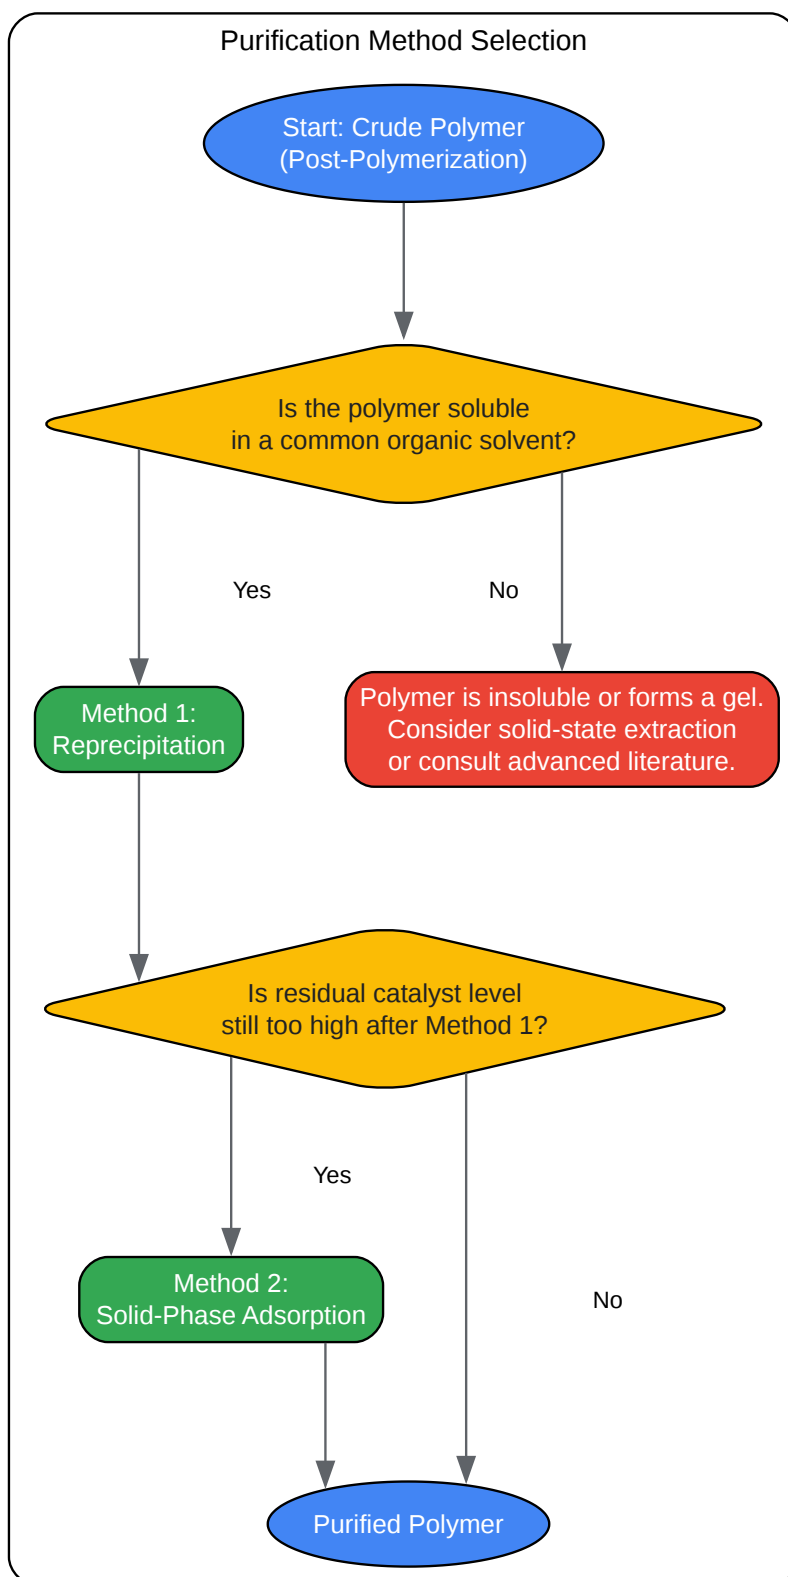 Purification Method Selection
Start: Crude Polymer
(Post-Polymerization)
Is the polymer soluble
in a common organic solvent?
Yes
No
Method 1:
Reprecipitation
Polymer is insoluble or forms a gel.
Consider solid-state extraction
or consult advanced literature.
Is residual catalyst level
still too high after Method 1?
Yes
Method 2:
Solid-Phase Adsorption
No
Purified Polymer